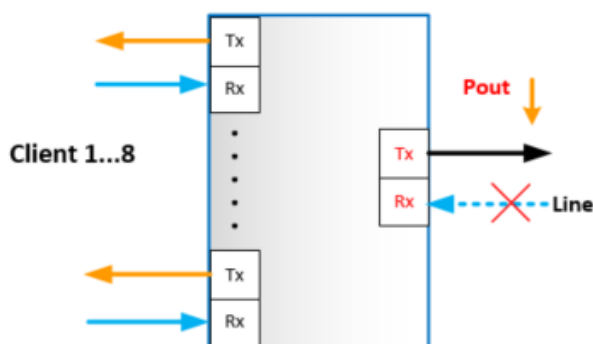 Tx
Rx
Pout
Client 1...8
Tx
Rx
Line
Tx
Rx